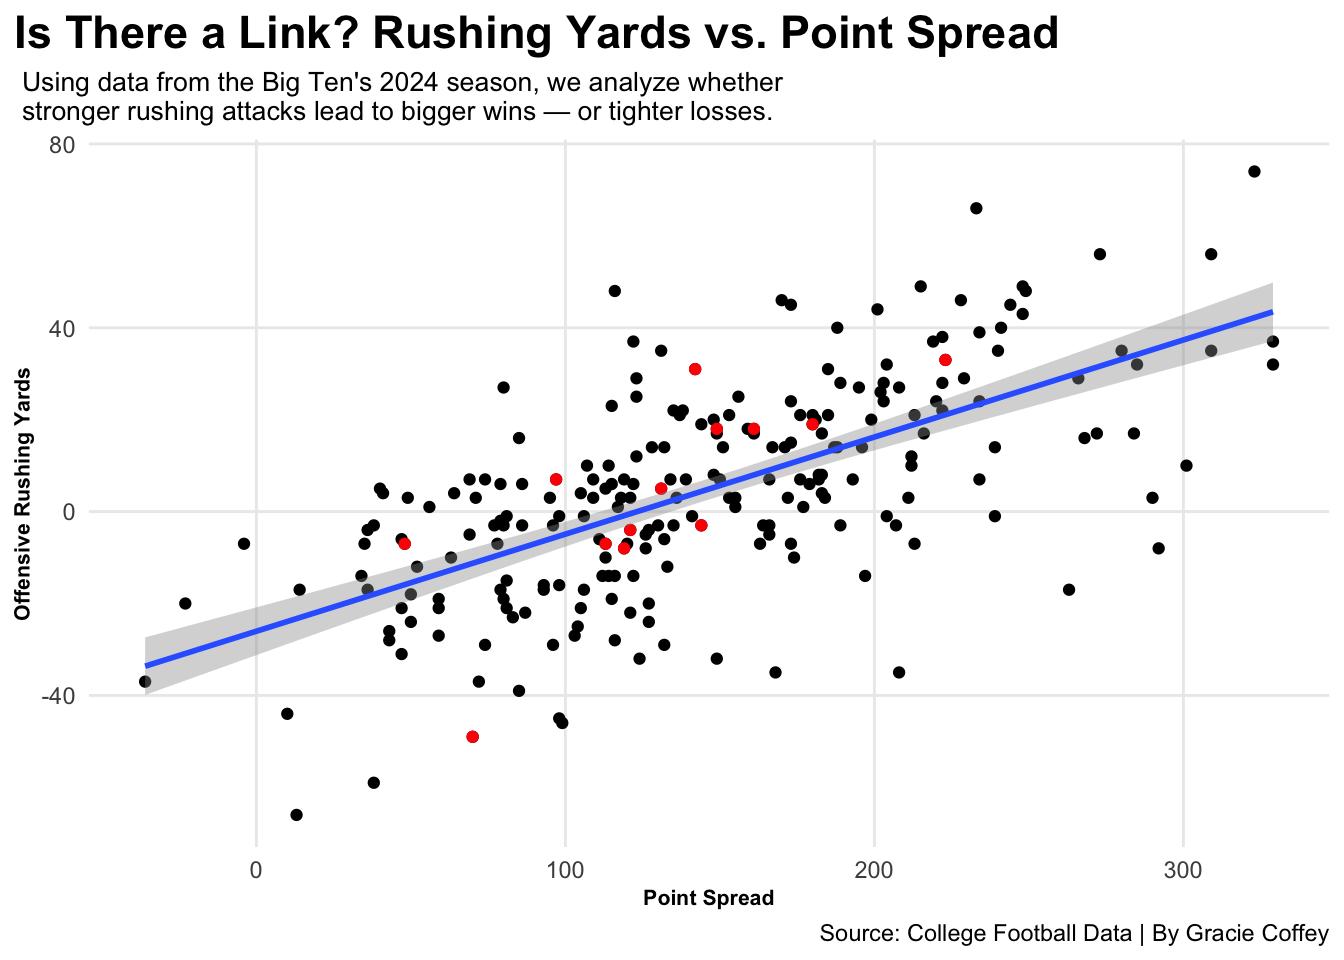 Is There a Link? Rushing Yards vs. Point Spread
Using data from the Big Ten's 2024 season, we analyze whether
stronger rushing attacks lead to bigger wins — or tighter losses.
80
40
0
-40
Offensive Rushing Yards
0 100 200 300
Point Spread
Source: College Football Data | By Gracie Coffey